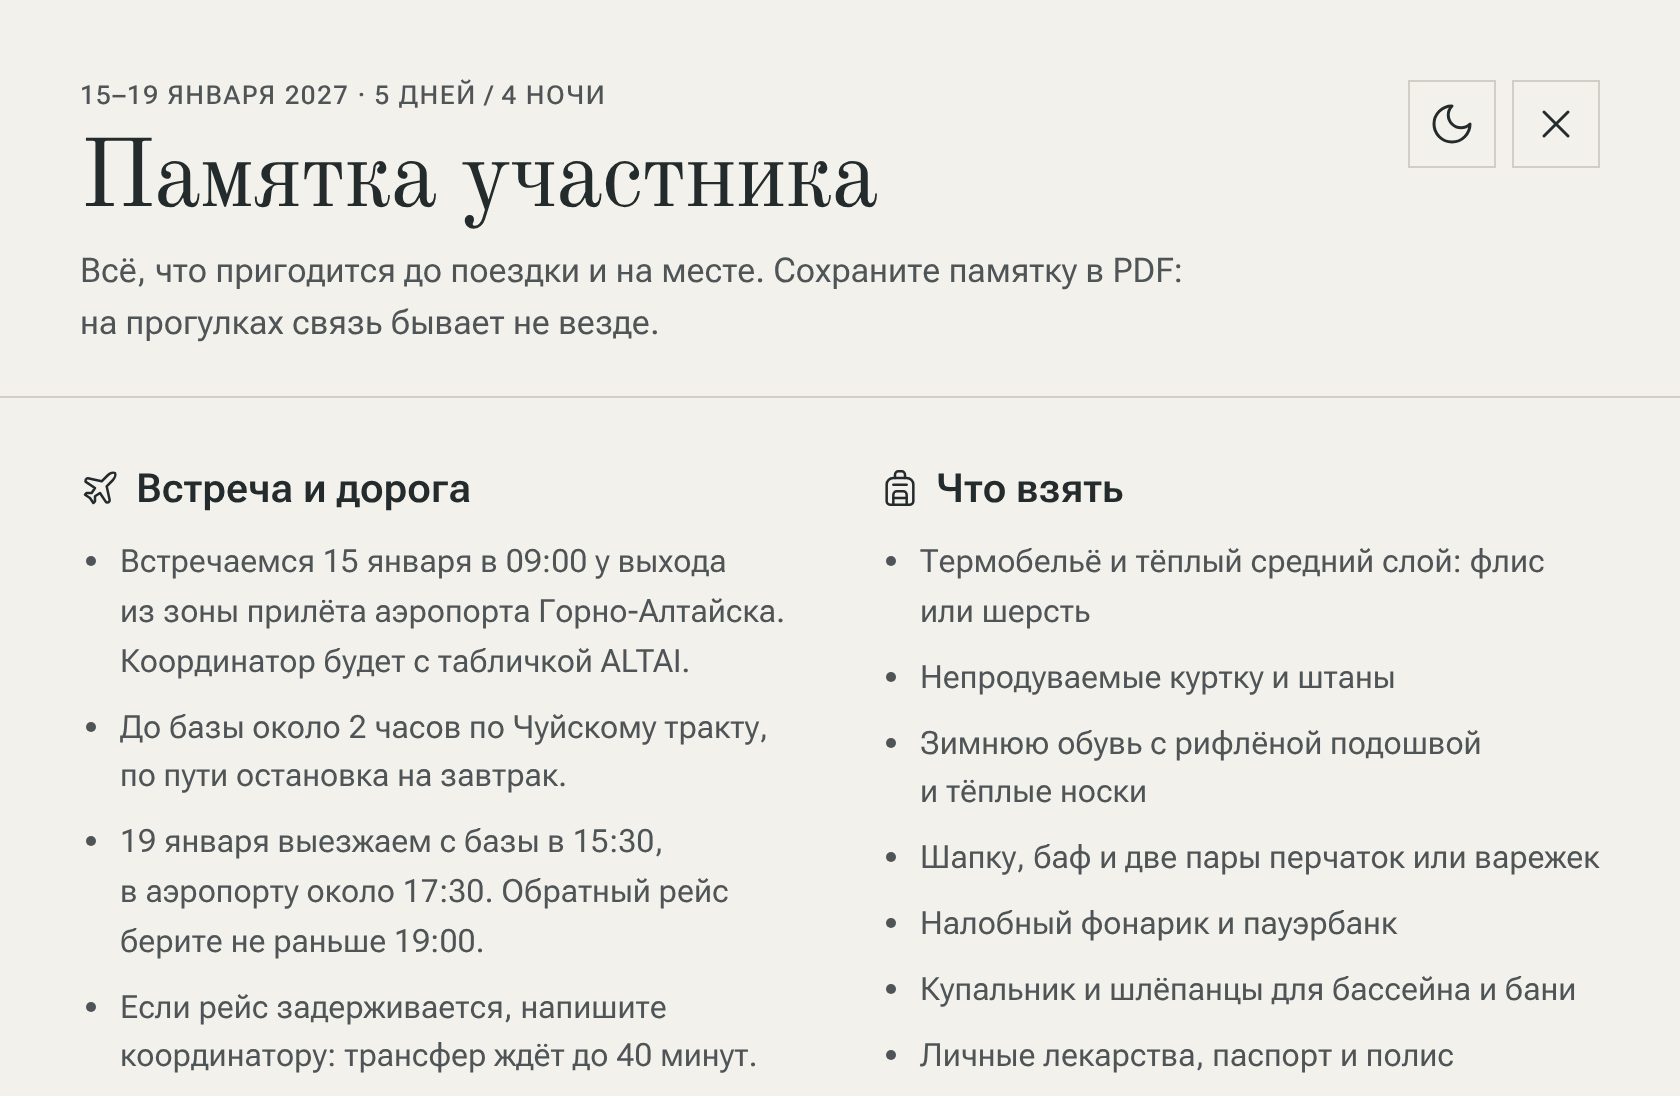 15–19 ЯНВАРЯ 2027 · 5 ДНЕЙ / 4 НОЧИ
Памятка участника
Всё, что пригодится до поездки и на месте. Сохраните памятку в PDF:
на прогулках связь бывает не везде.
Встреча и дорога
• Встречаемся 15 января в 09:00 у выхода
из зоны прилёта аэропорта Горно-Алтайска.
Координатор будет с табличкой ALTAI.
• До базы около 2 часов по Чуйскому тракту,
по пути остановка на завтрак.
• 19 января выезжаем с базы в 15:30,
в аэропорту около 17:30. Обратный рейс
берите не раньше 19:00.
• Если рейс задерживается, напишите
координатору: трансфер ждёт до 40 минут.
Что взять
• Термобельё и тёплый средний слой: флис
или шерсть
• Непродуваемые куртку и штаны
• Зимнюю обувь с рифлёной подошвой
и тёплые носки
• Шапку, баф и две пары перчаток или варежек
• Налобный фонарик и пауэрбанк
• Купальник и шлёпанцы для бассейна и бани
• Личные лекарства, паспорт и полис